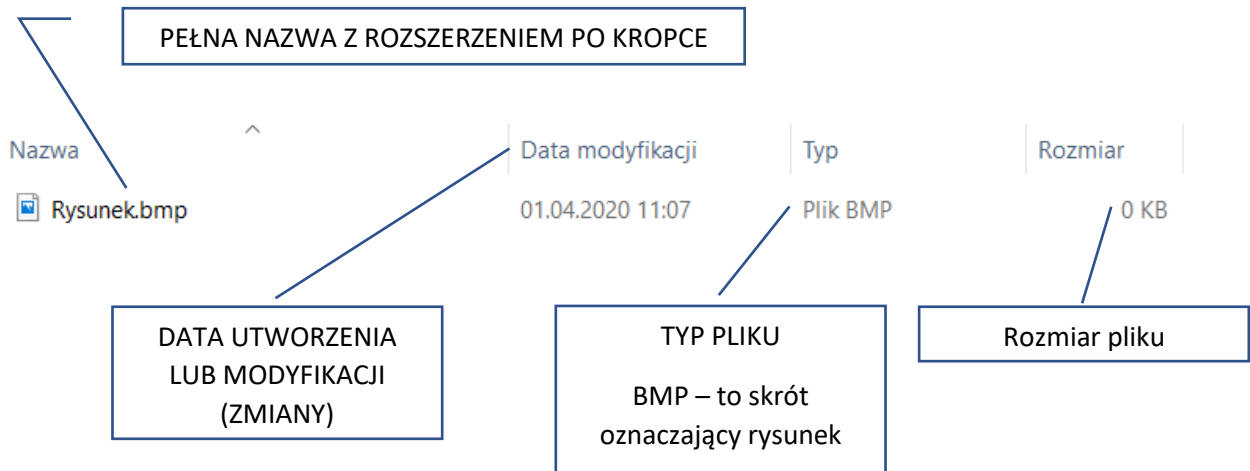 PEŁNA NAZWA Z ROZSZERZENIEM PO KROPCE
Nazwa Data modyfikacji Typ Rozmiar
Rysunek.bmp 01.04.2020 11:07 Plik BMP 0 KB
DATA UTWORZENIA
LUB MODYFIKACJI
(ZMIANY)
TYP PLIKU
BMP – to skrót
oznaczający rysunek
Rozmiar pliku